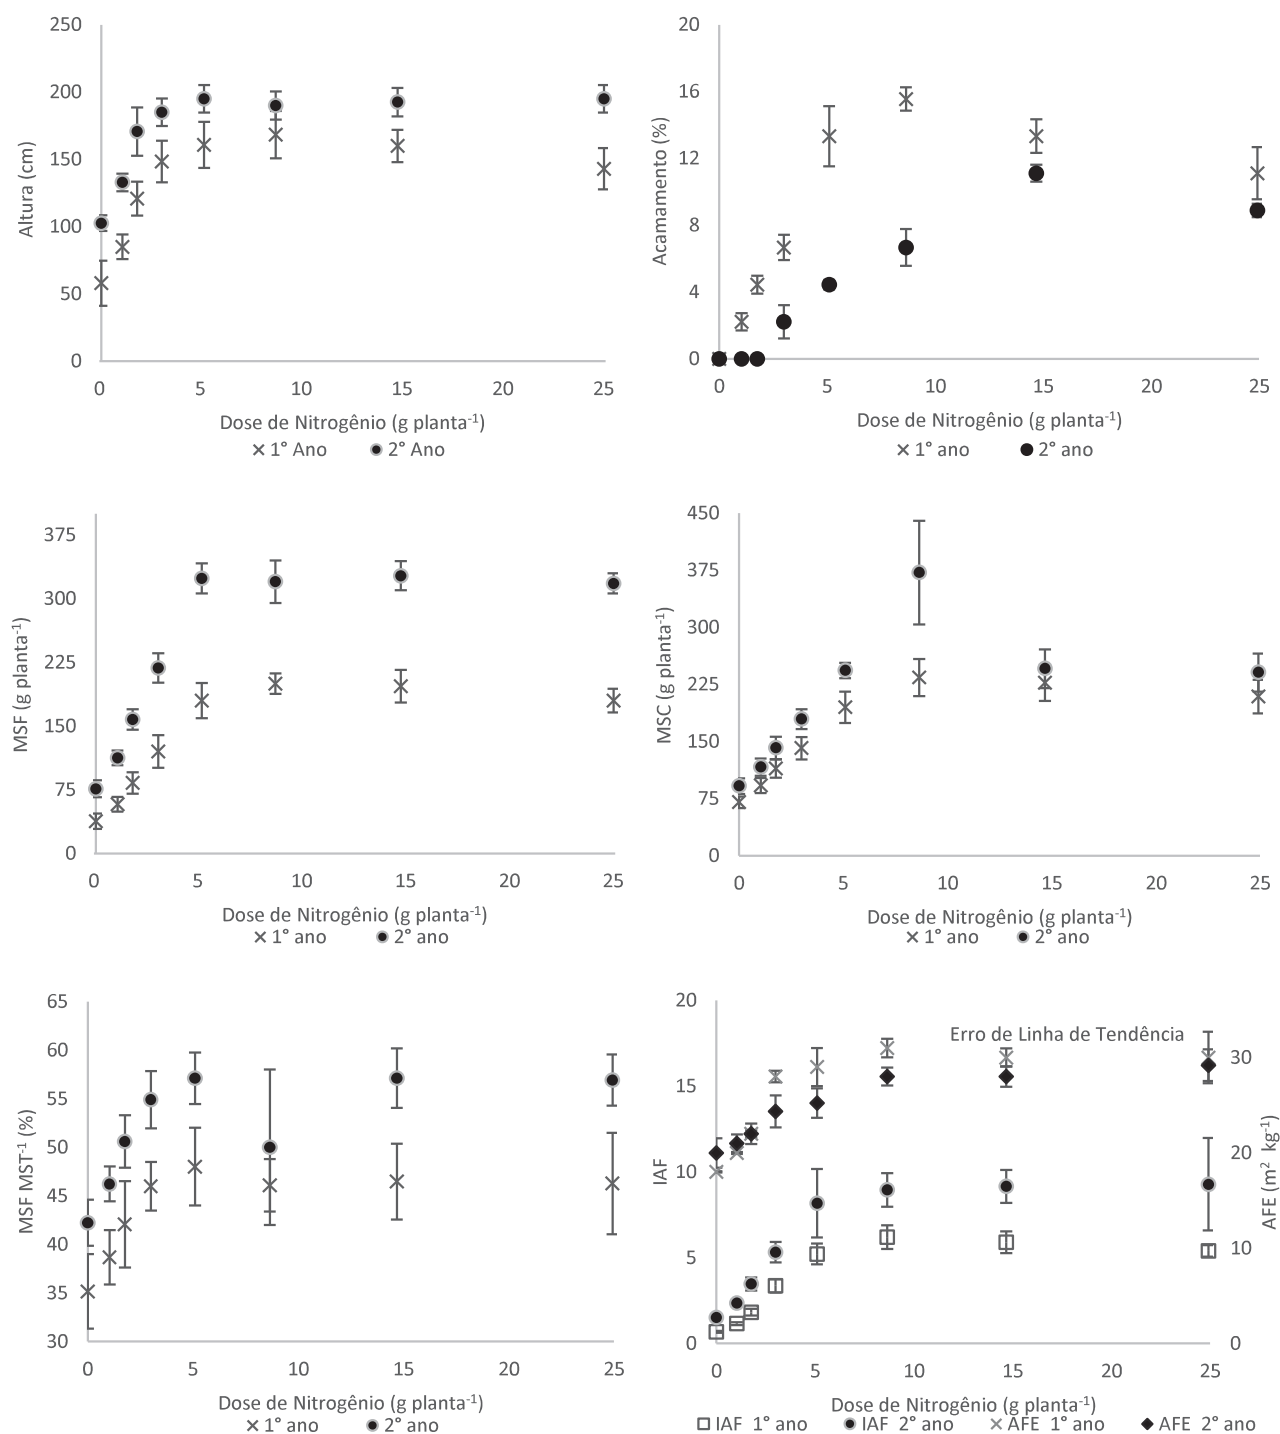 250
200
150
100
50
0
Altura (cm)
0 5 10 15 20 25
Dose de Nitrogênio (g planta⁻¹)
1° Ano 2° Ano
20
16
12
8
4
0
Acamamento (%)
0 5 10 15 20 25
Dose de Nitrogênio (g planta⁻¹)
1° ano 2° ano
375
300
225
150
75
0
MSF (g planta⁻¹)
0 5 10 15 20 25
Dose de Nitrogênio (g planta⁻¹)
1° ano 2° ano
450
375
300
225
150
75
0
MSC (g planta⁻¹)
0 5 10 15 20 25
Dose de Nitrogênio (g planta⁻¹)
1° ano 2° ano
65
60
55
50
45
40
35
30
MSF MST⁻¹ (%)
0 5 10 15 20 25
Dose de Nitrogênio (g planta⁻¹)
1° ano 2° ano
20
15
10
5
0
IAF
Erro de Linha de Tendência
30
20
10
0
AFE (m² kg⁻¹)
0 5 10 15 20 25
Dose de Nitrogênio (g planta⁻¹)
IAF 1° ano IAF 2° ano AFE 1° ano AFE 2° ano